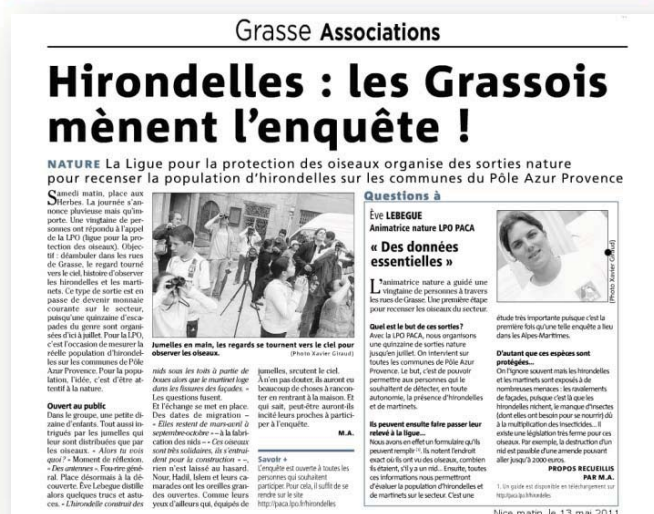 Grasse Associations
Hirondelles : les Grassois
mènent l'enquête !
NATURE La Ligue pour la protection des oiseaux organise des sorties nature
pour recenser la population d'hirondelles sur les communes du Pôle Azur Provence
Samedi matin, place aux
Herbes. La journée s'an-
nonce pluvieuse mais qu'im-
porte. Une vingtaine de per-
sonnes ont répondu à l'appel
de la LPO (ligue pour la pro-
tection des oiseaux). Objec-
tif : déambuler dans les rues
de Grasse, le regard tourné
vers le ciel, histoire d'observer
les hirondelles et les marti-
nets. Ce type de sortie est en
passe de devenir monnaie
courante sur le secteur,
puisqu'une quinzaine d'esca-
pades du genre sont organi-
sées d'ici à juillet. Pour la LPO,
c'est l'occasion de mesurer la
réelle population d'hirondel-
les sur les communes de Pôle
Azur Provence. Pour la popu-
lation, l'idée, c'est d'être at-
tentif à la nature.
Ouvert au public
Dans le groupe, une petite di-
zaine d'enfants. Tout aussi in-
trigués par les jumelles qui
leur sont distribuées que par
les oiseaux. « Alors tu vois
quoi ? » Moment de réflexion.
« Des antennes ». Fou-rire géné-
ral. Place désormais à la dé-
couverte. Ève Lebegue distille
alors quelques trucs et astu-
ces. « L'hirondelle construit des
Jumelles en main, les regards se tournent vers le ciel pour
observer les oiseaux.
(Photo Xavier Giraud)
nids sous les toits à partir de
boues alors que le martinet loge
dans les fissures des façades. »
Les questions fusent.
Et l'échange se met en place.
Des dates de migration –
« Elles restent de mars-avril à
septembre-octobre » – à la fabri-
cation des nids – « Ces oiseaux
sont très solidaires, ils s'entrai-
dent pour la construction » –,
rien n'est laissé au hasard.
Nour, Hadil, Islem et leurs ca-
marades ont les oreilles gran-
des ouvertes. Comme leurs
yeux d'ailleurs qui, équipés de
jumelles, scrutent le ciel.
À n'en pas douter, ils auront eu
beaucoup de choses à rancon-
ter en rentrant à la maison. Et
qui sait, peut-être auront-ils
incité leurs proches à partici-
per à l'enquête.
M.A.
Savoir +
L'enquête est ouverte à toutes les
personnes qui souhaitent
participer. Pour cela, il suffit de se
rendre sur le site
http://paca.lpo.fr/hirondelles
Questions à
Ève LEBEGUE
Animatrice nature LPO PACA
« Des données
essentielles »
L'animatrice nature a guidé une
vingtaine de personnes à travers
les rues de Grasse. Une première étape
pour recenser les oiseaux du secteur.
Quel est le but de ces sorties ?
Avec la LPO PACA, nous organisons
une quinzaine de sorties nature
jusqu'en juillet. On intervient sur
toutes les communes de Pôle Azur
Provence. Le but, c'est de pouvoir
permettre aux personnes qui le
souhaitent de détecter, en toute
autonomie, la présence d'hirondelles
et de martinets.
Ils peuvent ensuite faire passer leur
relevé à la ligue...
Nous avons en effet un formulaire qu'ils
peuvent remplir (1). Ils notent l'endroit
exact où ils ont vu des oiseaux, combien
ils étaient, s'il y a un nid... Ensuite, toutes
ces informations nous permettront
d'évaluer la population d'hirondelles et
de martinets sur le secteur. C'est une
(Photo Xavier Giraud)
étude très importante puisque c'est la
première fois qu'une telle enquête a lieu
dans les Alpes-Maritimes.
D'autant que ces espèces sont
protégées...
On l'ignore souvent mais les hirondelles
et les martinets sont exposés à de
nombreuses menaces : les ravalements
de façades, puisque c'est là que les
hirondelles nichent, le manque d'insectes
(dont elles ont besoin pour se nourrir) dû
à la multiplication des insecticides... Il
existe une législation très ferme pour ces
oiseaux. Par exemple, la destruction d'un
nid est passible d'une amende pouvant
aller jusqu'à 2000 euros.
PROPOS RECUEILLIS
PAR M.A.
1. Un guide est disponible en téléchargement sur
http://paca.lpo.fr/hirondelles
Nice matin, le 13 mai 2011